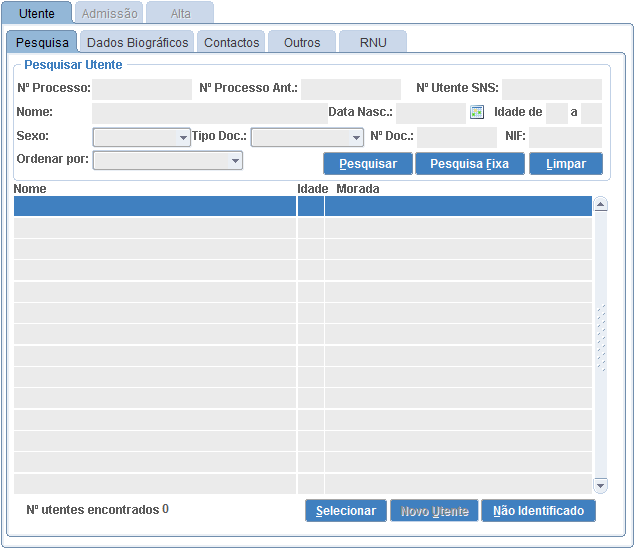 Utente Admissão Alta
Pesquisa Dados Biográficos Contactos Outros RNU
Pesquisar Utente
Nº Processo: Nº Processo Ant.: Nº Utente SNS:
Nome: Data Nasc.: Idade de a
Sexo: Tipo Doc.: Nº Doc.: NIF:
Ordenar por: Pesquisar Pesquisa Fixa Limpar
Nome Idade Morada
Nº utentes encontrados 0 Selecionar Novo Utente Não Identificado